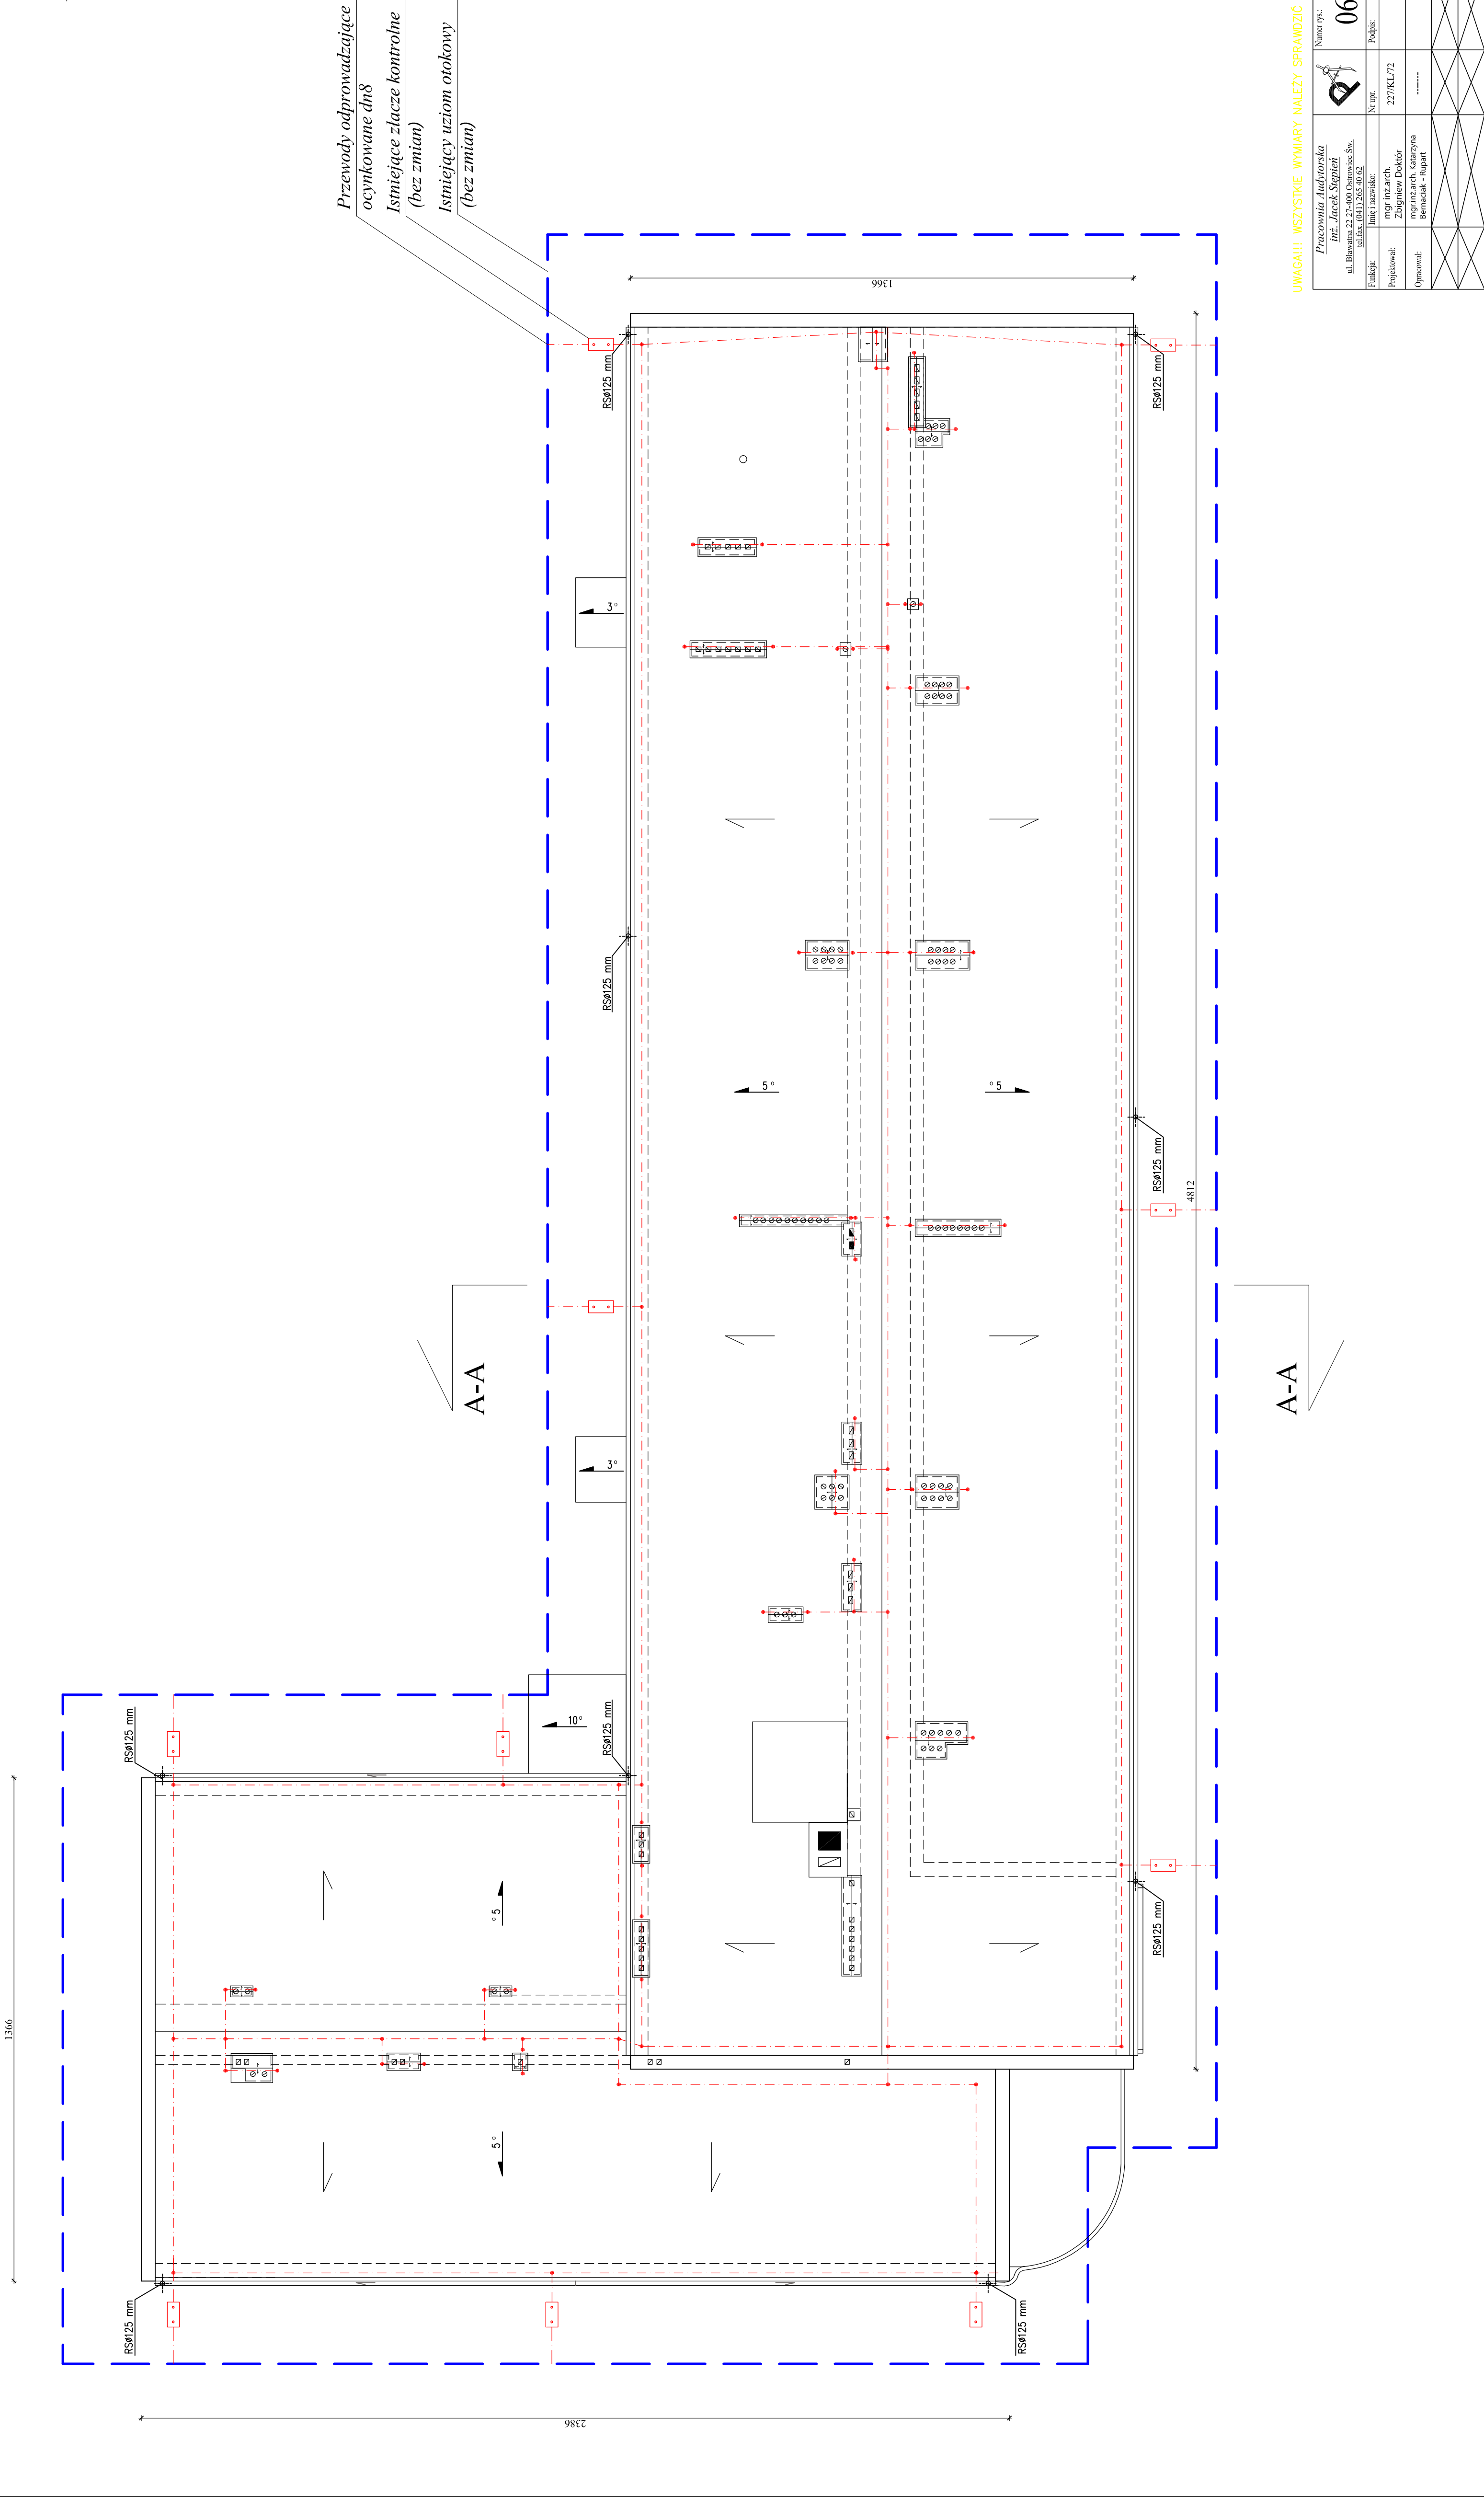 Przewody odprowadzające
ocynkowane dn8
Istniejące złacze kontrolne
(bez zmian)
Istniejący uziom otokowy
(bez zmian)
1366
RSø125 mm
RSø125 mm
3°
RSø125 mm
5°
°5
RSø125 mm
4812
A-A
A-A
3°
10°
RSø125 mm
RSø125 mm
RSø125 mm
°5
1366
5°
RSø125 mm
RSø125 mm
2386
UWAGA!!! WSZYSTKIE WYMIARY NALEŻY SPRAWDZIĆ
Pracownia Audytorska
inż. Jacek Stępień
ul. Bławatna 22 27-400 Ostrowiec Św.
tel.fax. (041) 265 40 62
Numer rys.:
06
Funkcja: Imię i nazwisko: Nr upr. Podpis:
Projektował: mgr inż.arch. Zbigniew Doktór 227/KL/72
Opracował: mgr.inż.arch. Katarzyna Bernaciak - Rupart -------